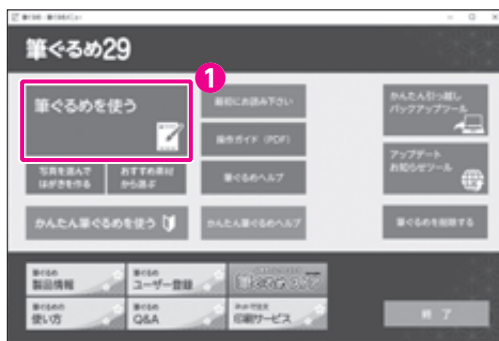 筆ぐるめ29
1
筆ぐるめを使う
最初にお読み下さい
かんたん引っ越し
バックアップツール
操作ガイド（PDF）
写真を選んで
はがきを作る
おすすめ素材
から選ぶ
筆ぐるめヘルプ
アップデート
お知らせツール
かんたん筆ぐるめを使う
かんたん筆ぐるめヘルプ
筆ぐるめを削除する
筆ぐるめ
製品情報
筆ぐるめ
ユーザー登録
筆ぐるめの
使い方
筆ぐるめ
Q&A
印刷サービス
終了